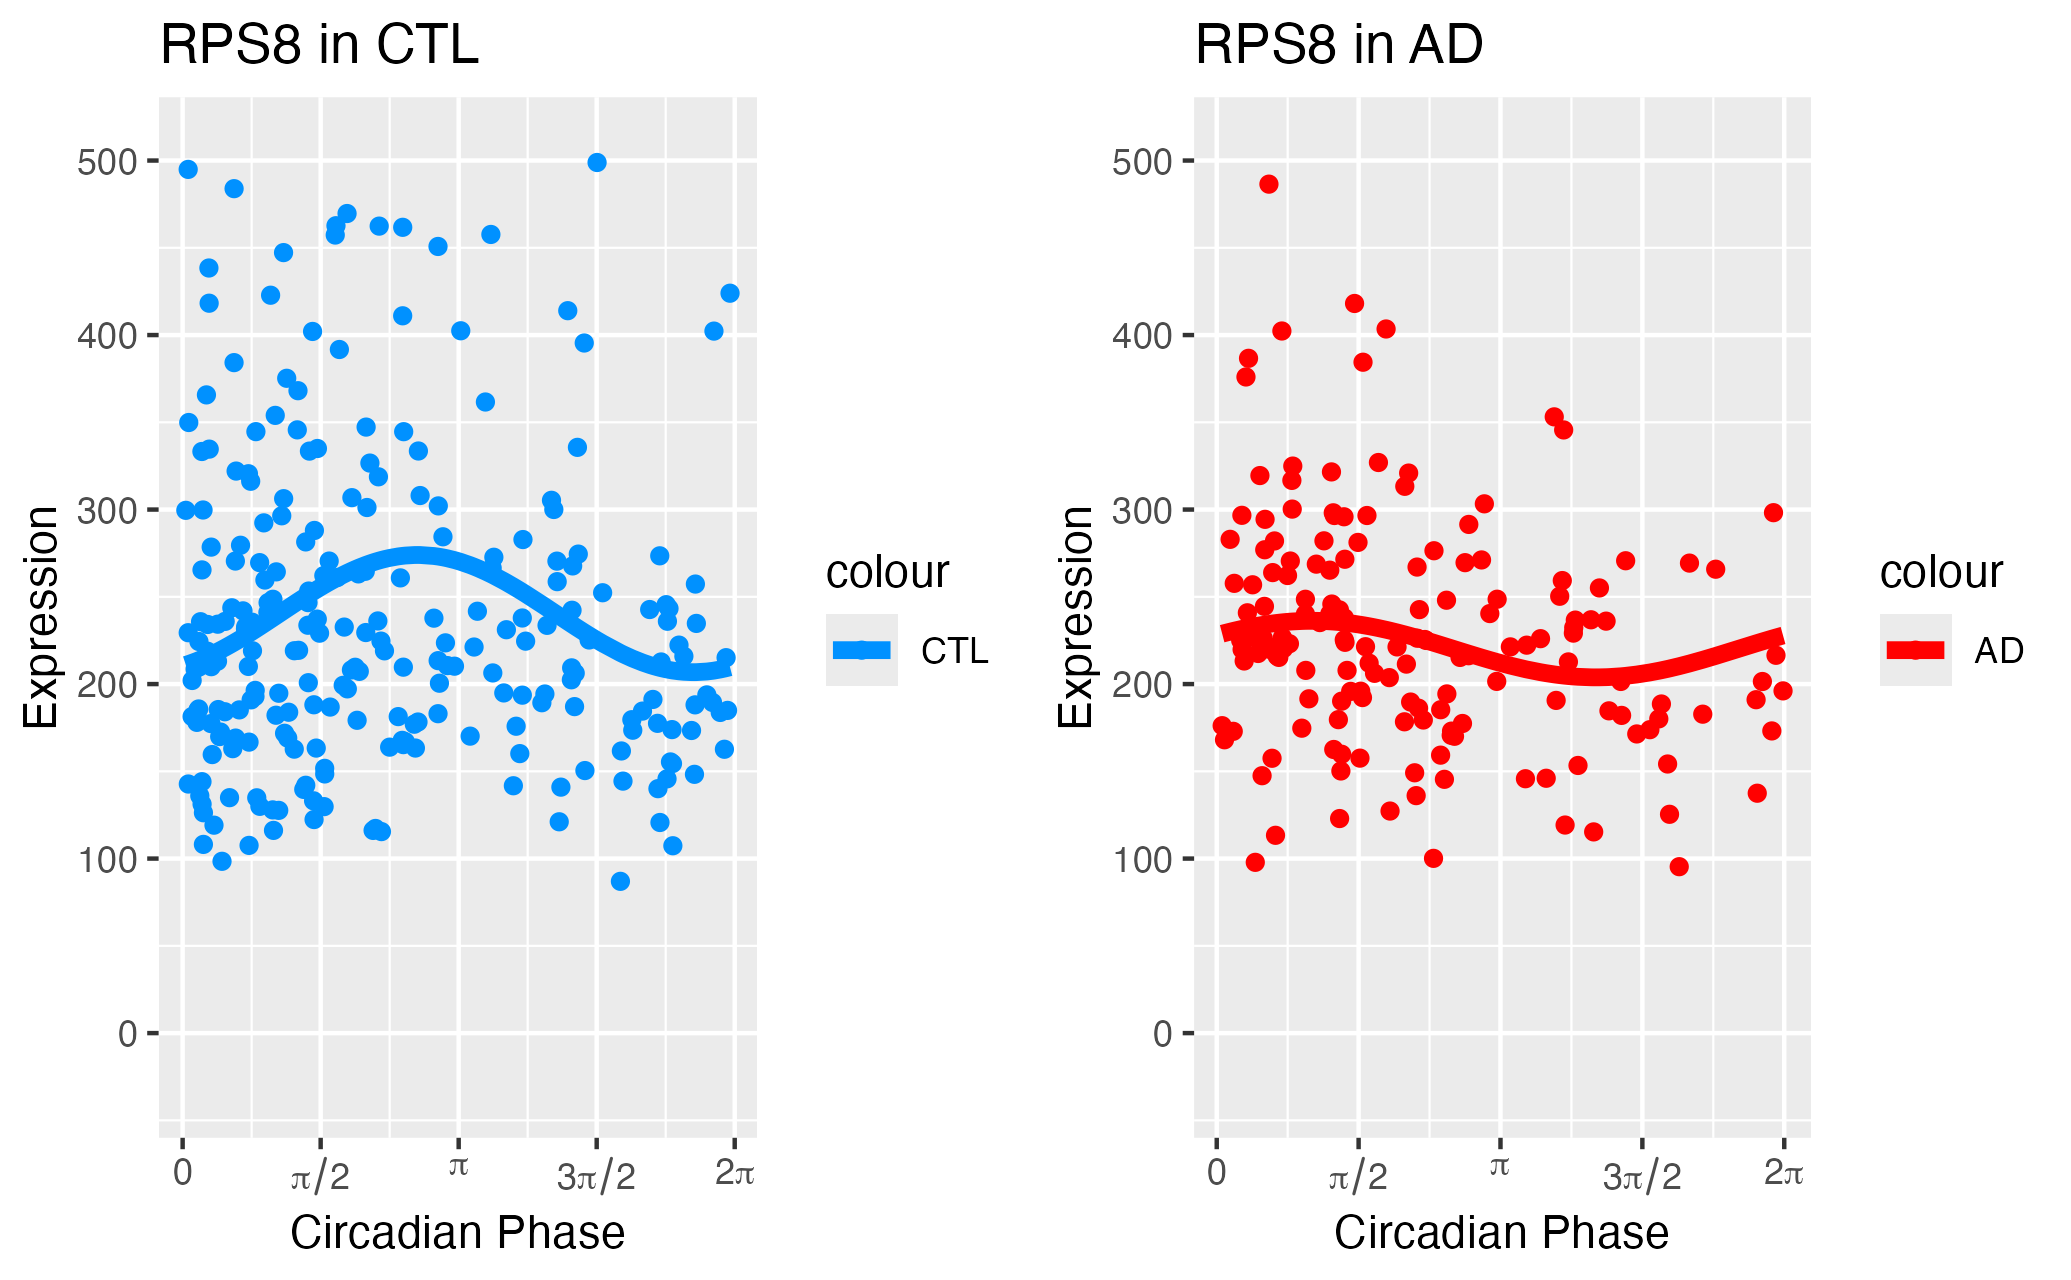 RPS8 in CTL
500
400
300
200
100
0
Expression
0 π/2 π 3π/2 2π
Circadian Phase
colour
CTL
RPS8 in AD
500
400
300
200
100
0
Expression
0 π/2 π 3π/2 2π
Circadian Phase
colour
AD